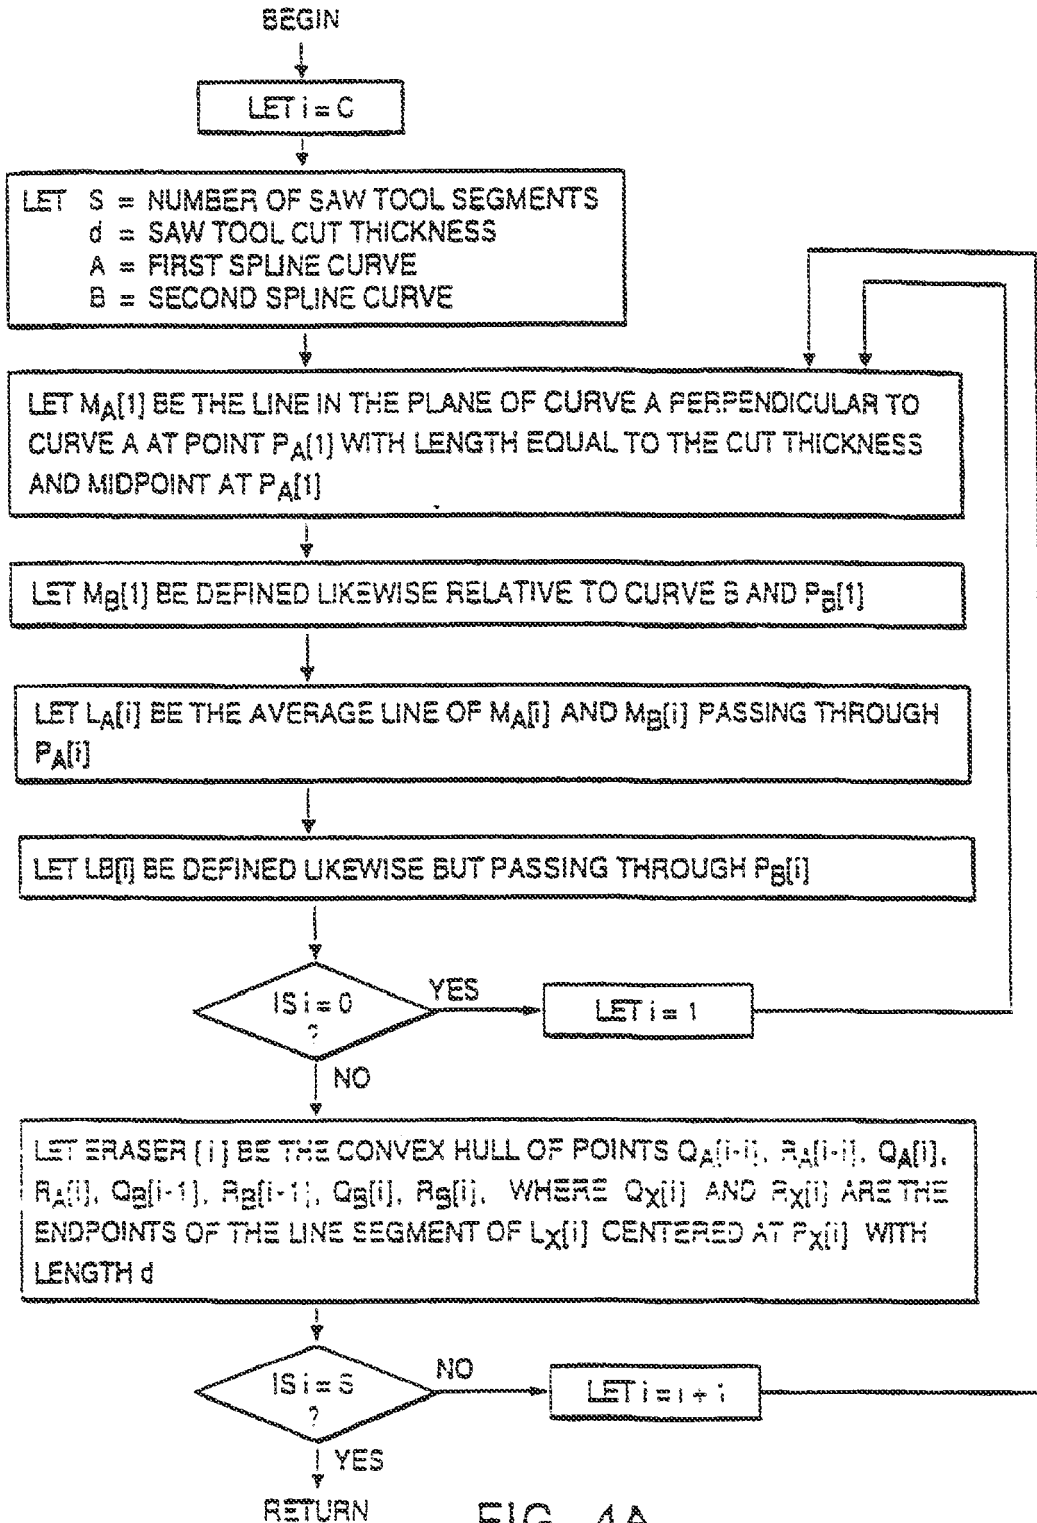 BEGIN
LET i = C
LET S = NUMBER OF SAW TOOL SEGMENTS
d = SAW TOOL CUT THICKNESS
A = FIRST SPLINE CURVE
B = SECOND SPLINE CURVE
LET MA[1] BE THE LINE IN THE PLANE OF CURVE A PERPENDICULAR TO
CURVE A AT POINT PA[1] WITH LENGTH EQUAL TO THE CUT THICKNESS
AND MIDPOINT AT PA[1]
LET MB[1] BE DEFINED LIKEWISE RELATIVE TO CURVE B AND PB[1]
LET LA[i] BE THE AVERAGE LINE OF MA[i] AND MB[i] PASSING THROUGH
PA[i]
LET LB[i] BE DEFINED LIKEWISE BUT PASSING THROUGH PB[i]
IS i = 0
?
YES
LET i = 1
NO
LET ERASER [i] BE THE CONVEX HULL OF POINTS QA[i-i], RA[i-i], QA[i],
RA[i], QB[i-1], RB[i-1], QB[i], RB[i], WHERE QX[i] AND RX[i] ARE THE
ENDPOINTS OF THE LINE SEGMENT OF LX[i] CENTERED AT PX[i] WITH
LENGTH d
IS i = S
?
NO
LET i = i + i
YES
RETURN
FIG. 4A